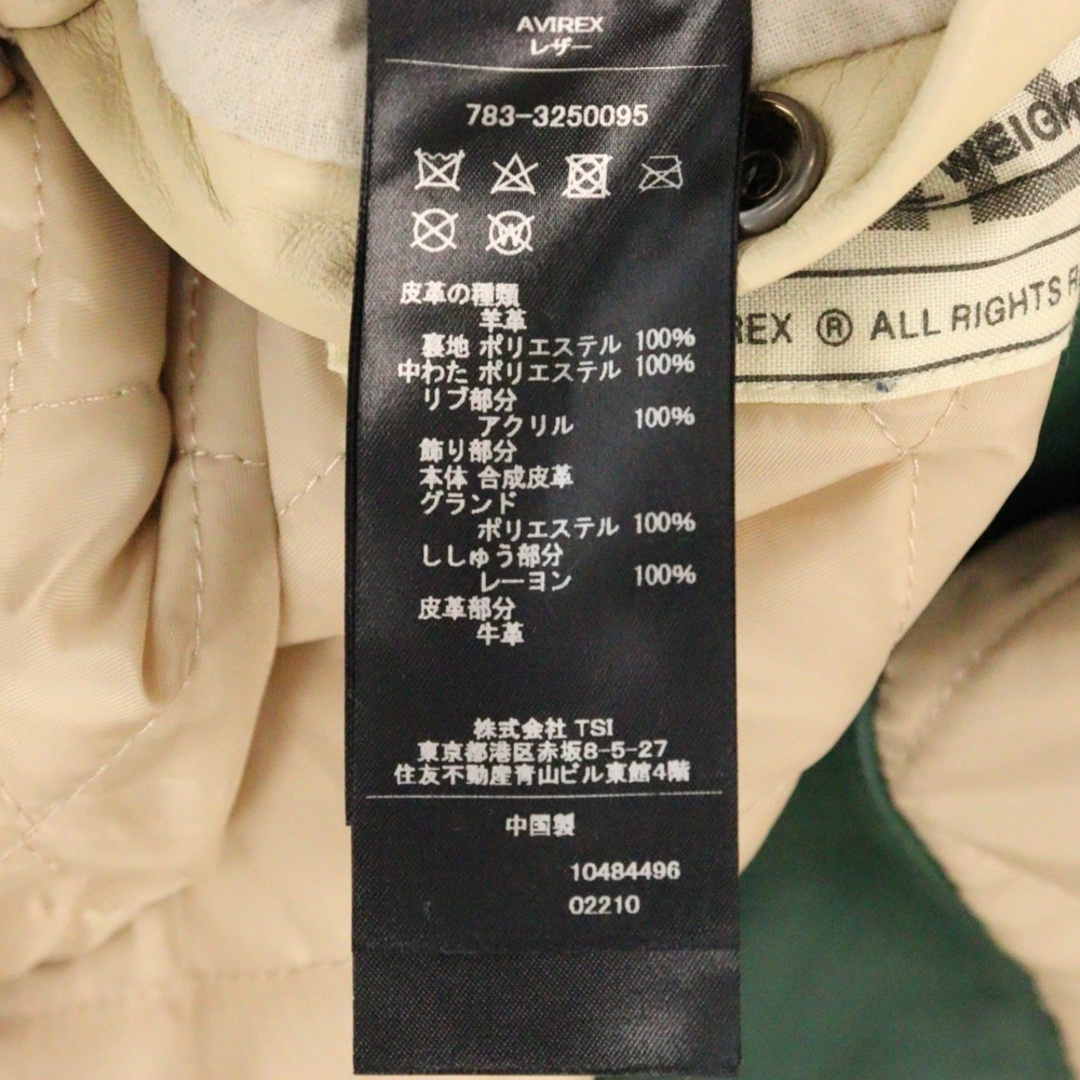 AVIREX
レザー
783-3250095
W
皮革の種類
羊革
裏地 ポリエステル 100%
中わた ポリエステル 100%
リブ部分
アクリル 100%
飾り部分
本体 合成皮革
グランド
ポリエステル 100%
ししゅう部分
レーヨン 100%
皮革部分
牛革
株式会社 TSI
東京都港区赤坂8-5-27
住友不動産青山ビル東館4階
中国製
10484496
02210
REX ® ALL RIGHTS